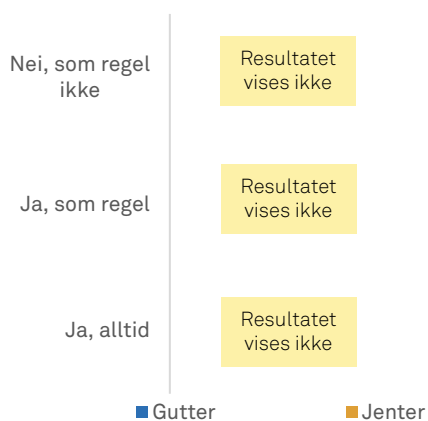 Nei, som regel
ikke
Resultatet
vises ikke
Ja, som regel
Resultatet
vises ikke
Ja, alltid
Resultatet
vises ikke
Gutter
Jenter